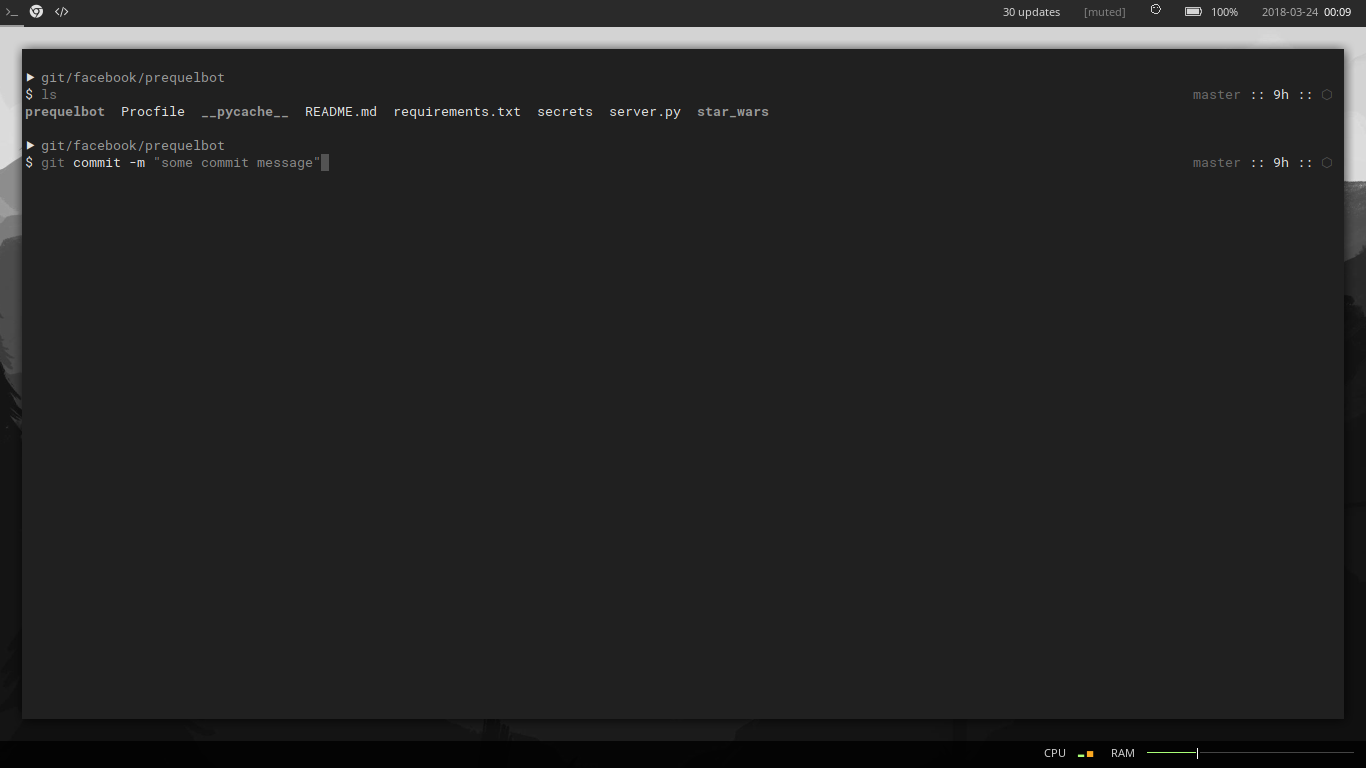 >_ </> 30 updates [muted] 100% 2018-03-24 00:09
▶ git/facebook/prequelbot
$ ls master :: 9h :: ⬡
prequelbot Procfile __pycache__ README.md requirements.txt secrets server.py star_wars
▶ git/facebook/prequelbot
$ git commit -m "some commit message" master :: 9h :: ⬡
CPU RAM